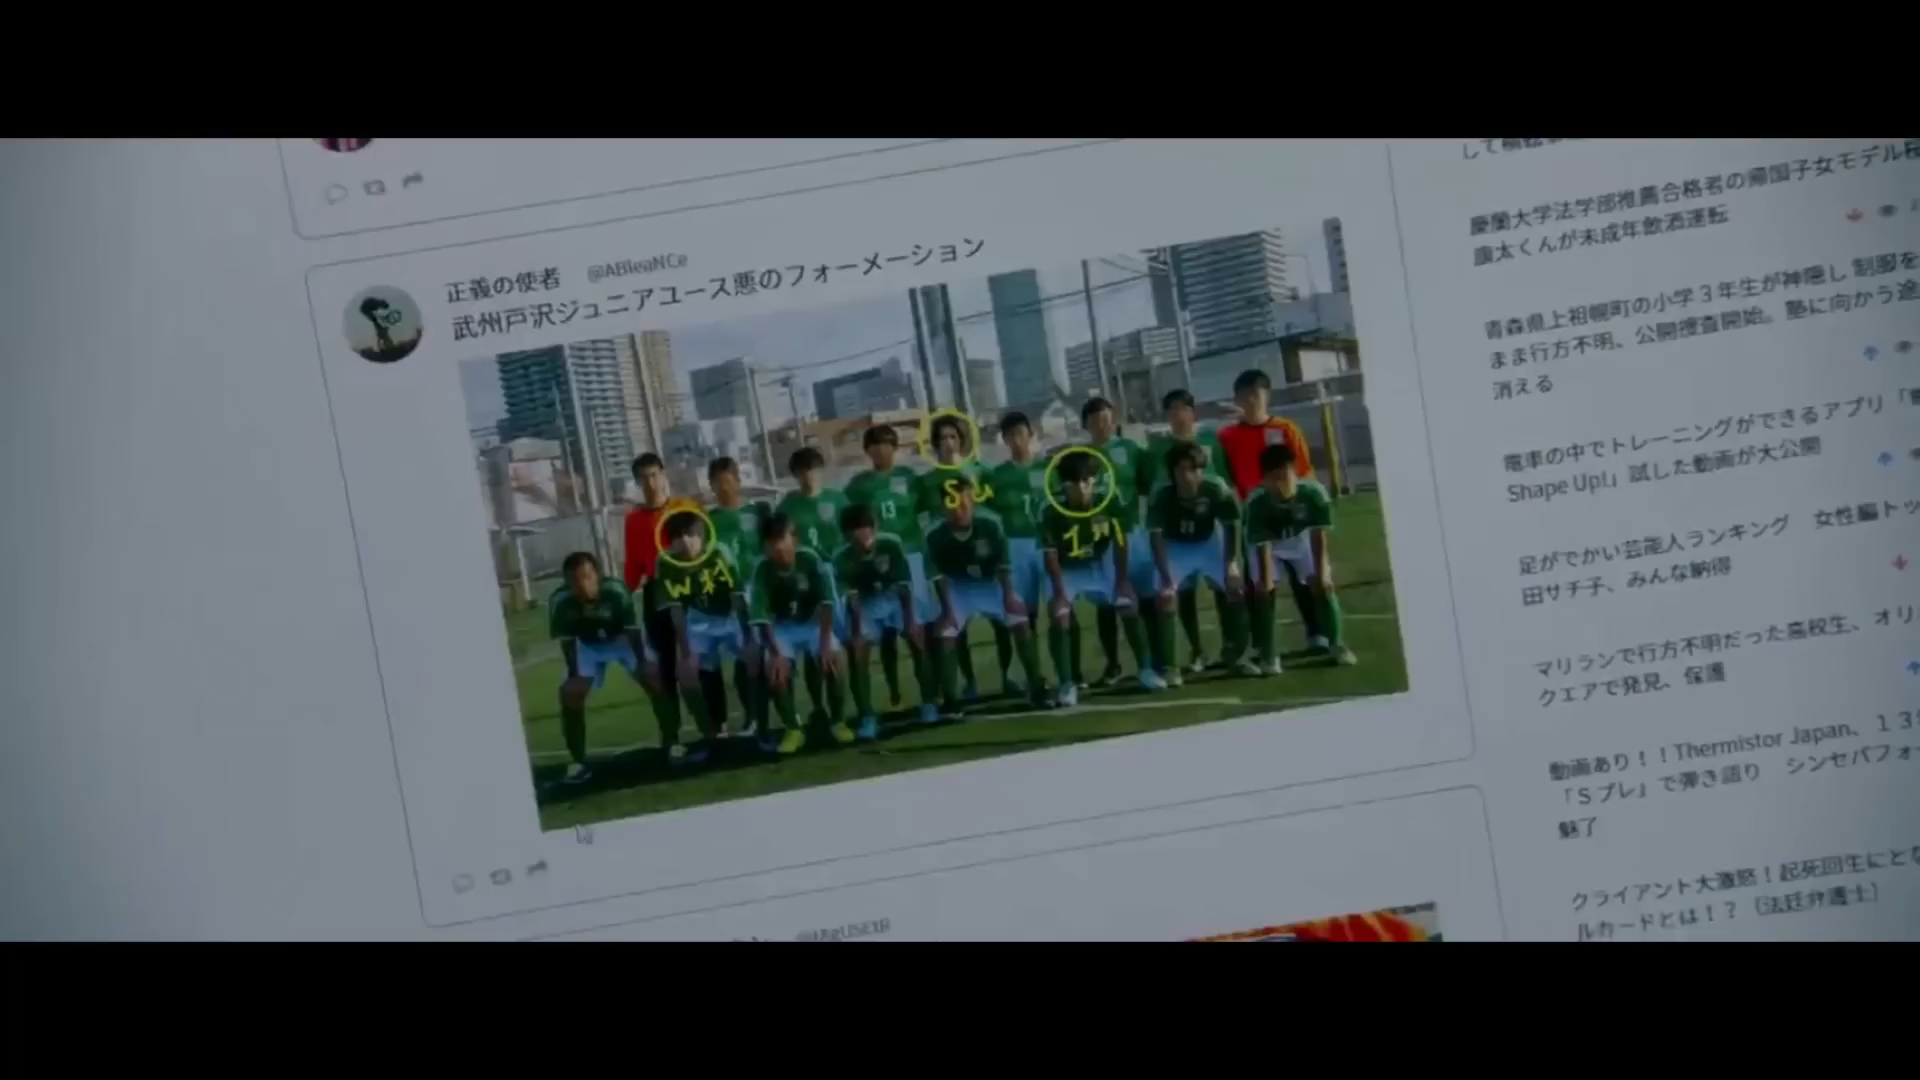 正義の使者 @ABleaNCe
武州戸沢ジュニアユース悪のフォーメーション
W村
S山
1川
13
慶蘭大学法学部推薦合格者の帰国子女モデル
康太くんが未成年飲酒運転
青森県上祖幌町の小学3年生が神隠し 制服を
まま行方不明、公開捜査開始。塾に向かう途
消える
電車の中でトレーニングができるアプリ「
Shape Up!」試した動画が大公開
足がでかい芸能人ランキング 女性編トッ
田サチ子、みんな納得
マリランで行方不明だった高校生、オリ
クエアで発見、保護
動画あり！！Thermistor Japan、13
「Sプレ」で弾き語り シンセパフォー
魅了
クライアント大激怒！起死回生にとな
ルカードとは！？（法廷弁護士）